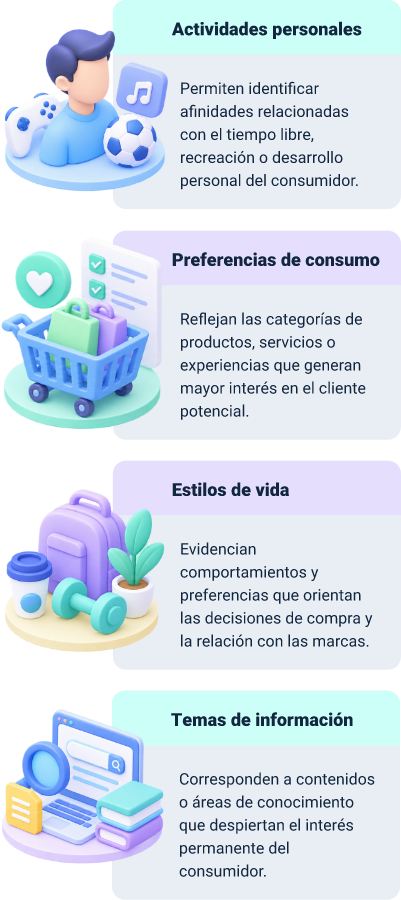 Actividades personales
Permiten identificar
afinidades relacionadas
con el tiempo libre,
recreación o desarrollo
personal del consumidor.
Preferencias de consumo
Reflejan las categorías de
productos, servicios o
experiencias que generan
mayor interés en el cliente
potencial.
Estilos de vida
Evidencian
comportamientos y
preferencias que orientan
las decisiones de compra y
la relación con las marcas.
Temas de información
Corresponden a contenidos
o áreas de conocimiento
que despiertan el interés
permanente del
consumidor.